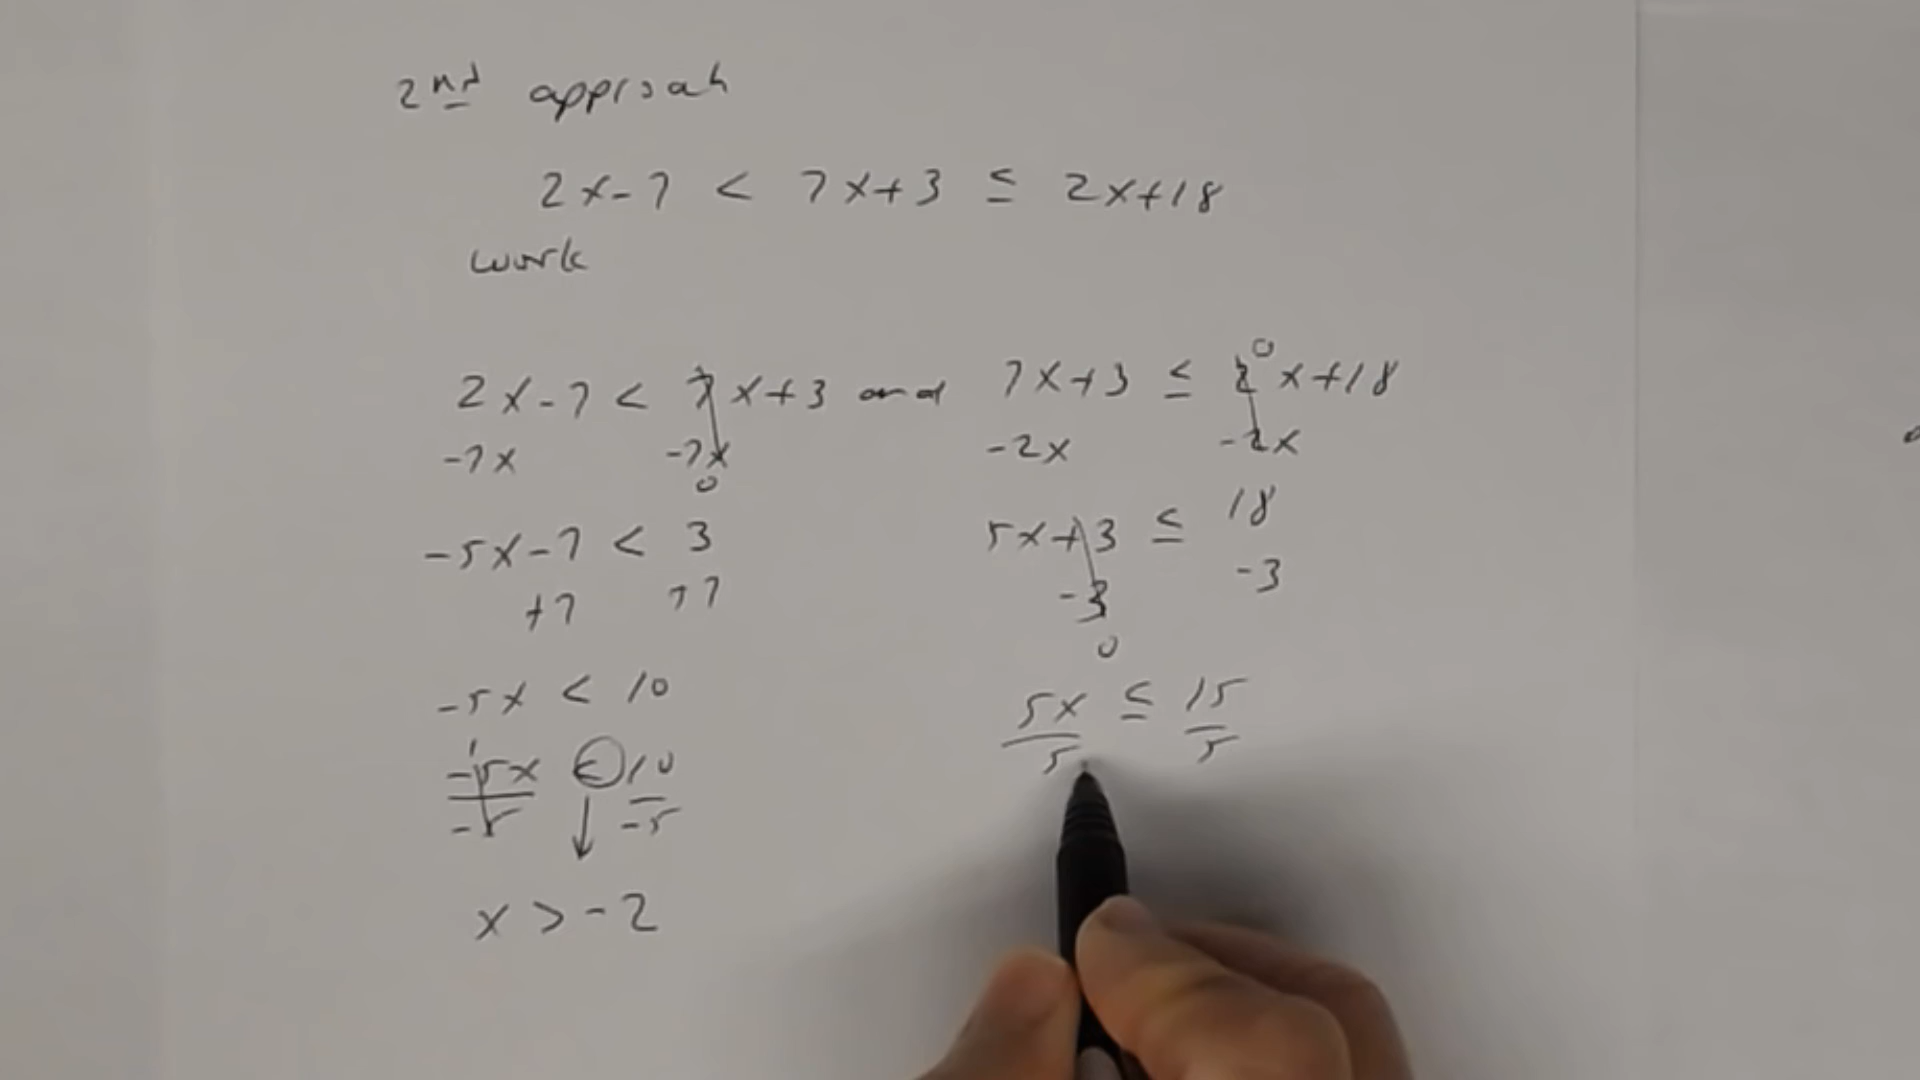 2nd approah
2x-7 < 7x+3 ≤ 2x+18
work
0
2x-7 < 7x+3 and 7x+3 ≤ 2x+18
-7x -7x -2x -2x
0
-5x-7 < 3 5x+3 ≤ 18
+7 +7 -3 -3
0
-5x < 10 5x ≤ 15
5 5
1
-5x < 10
-5 -5
x > -2